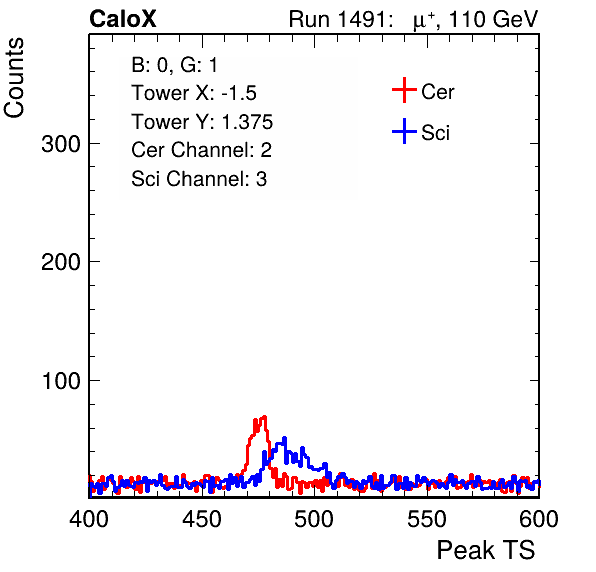 CaloX
Run 1491: μ⁺, 110 GeV
Counts
B: 0, G: 1
Tower X: -1.5
Tower Y: 1.375
Cer Channel: 2
Sci Channel: 3
Cer
Sci
300
200
100
400
450
500
550
600
Peak TS